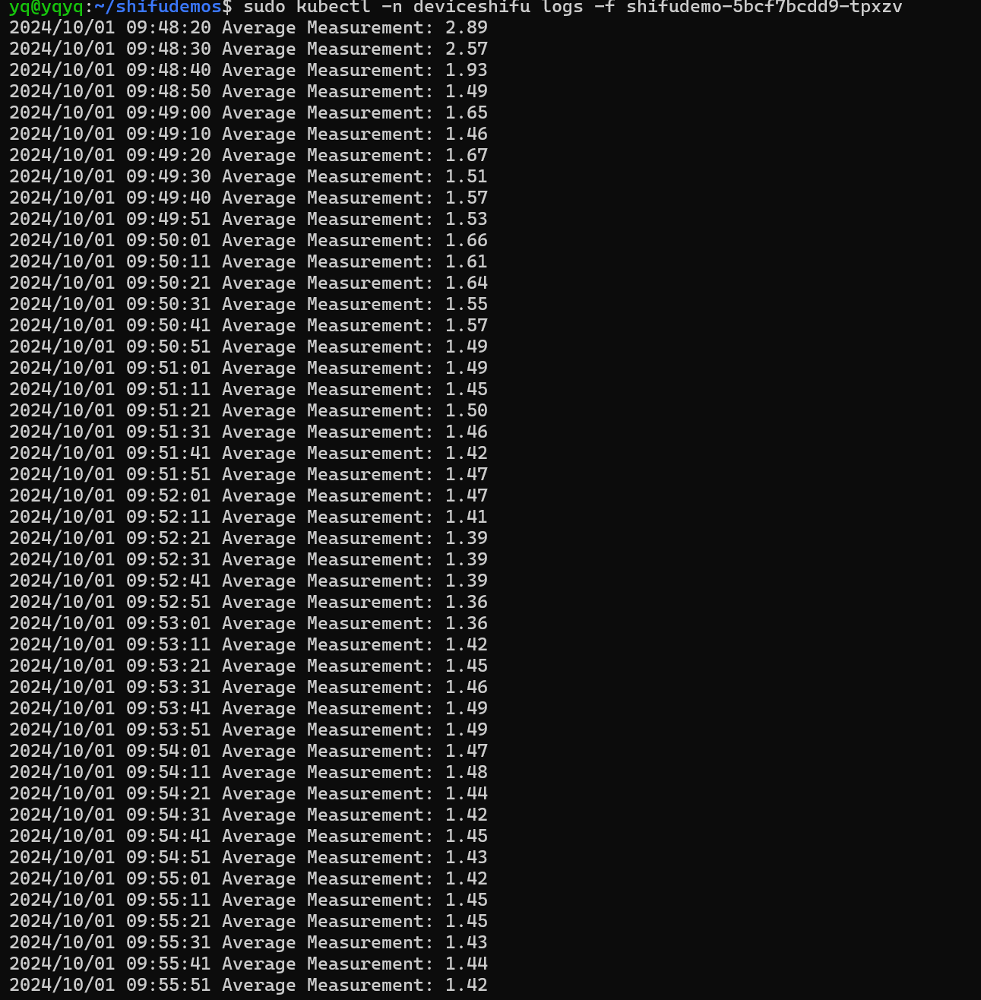 yq@yqyq:~/shifudemos$ sudo kubectl -n deviceshifu logs -f shifudemo-5bcf7bcdd9-tpxzv
2024/10/01 09:48:20 Average Measurement: 2.89
2024/10/01 09:48:30 Average Measurement: 2.57
2024/10/01 09:48:40 Average Measurement: 1.93
2024/10/01 09:48:50 Average Measurement: 1.49
2024/10/01 09:49:00 Average Measurement: 1.65
2024/10/01 09:49:10 Average Measurement: 1.46
2024/10/01 09:49:20 Average Measurement: 1.67
2024/10/01 09:49:30 Average Measurement: 1.51
2024/10/01 09:49:40 Average Measurement: 1.57
2024/10/01 09:49:51 Average Measurement: 1.53
2024/10/01 09:50:01 Average Measurement: 1.66
2024/10/01 09:50:11 Average Measurement: 1.61
2024/10/01 09:50:21 Average Measurement: 1.64
2024/10/01 09:50:31 Average Measurement: 1.55
2024/10/01 09:50:41 Average Measurement: 1.57
2024/10/01 09:50:51 Average Measurement: 1.49
2024/10/01 09:51:01 Average Measurement: 1.49
2024/10/01 09:51:11 Average Measurement: 1.45
2024/10/01 09:51:21 Average Measurement: 1.50
2024/10/01 09:51:31 Average Measurement: 1.46
2024/10/01 09:51:41 Average Measurement: 1.42
2024/10/01 09:51:51 Average Measurement: 1.47
2024/10/01 09:52:01 Average Measurement: 1.47
2024/10/01 09:52:11 Average Measurement: 1.41
2024/10/01 09:52:21 Average Measurement: 1.39
2024/10/01 09:52:31 Average Measurement: 1.39
2024/10/01 09:52:41 Average Measurement: 1.39
2024/10/01 09:52:51 Average Measurement: 1.36
2024/10/01 09:53:01 Average Measurement: 1.36
2024/10/01 09:53:11 Average Measurement: 1.42
2024/10/01 09:53:21 Average Measurement: 1.45
2024/10/01 09:53:31 Average Measurement: 1.46
2024/10/01 09:53:41 Average Measurement: 1.49
2024/10/01 09:53:51 Average Measurement: 1.49
2024/10/01 09:54:01 Average Measurement: 1.47
2024/10/01 09:54:11 Average Measurement: 1.48
2024/10/01 09:54:21 Average Measurement: 1.44
2024/10/01 09:54:31 Average Measurement: 1.42
2024/10/01 09:54:41 Average Measurement: 1.45
2024/10/01 09:54:51 Average Measurement: 1.43
2024/10/01 09:55:01 Average Measurement: 1.42
2024/10/01 09:55:11 Average Measurement: 1.45
2024/10/01 09:55:21 Average Measurement: 1.45
2024/10/01 09:55:31 Average Measurement: 1.43
2024/10/01 09:55:41 Average Measurement: 1.44
2024/10/01 09:55:51 Average Measurement: 1.42